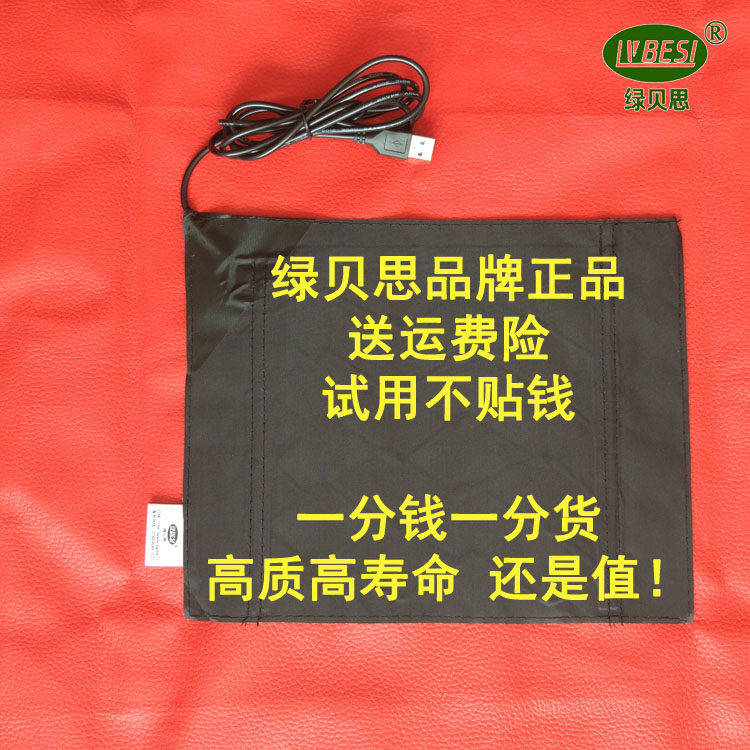 LVBESI®
绿贝思
绿贝思品牌正品
送运费险
试用不贴钱
一分钱一分货
高质高寿命 还是值！
LVBESI